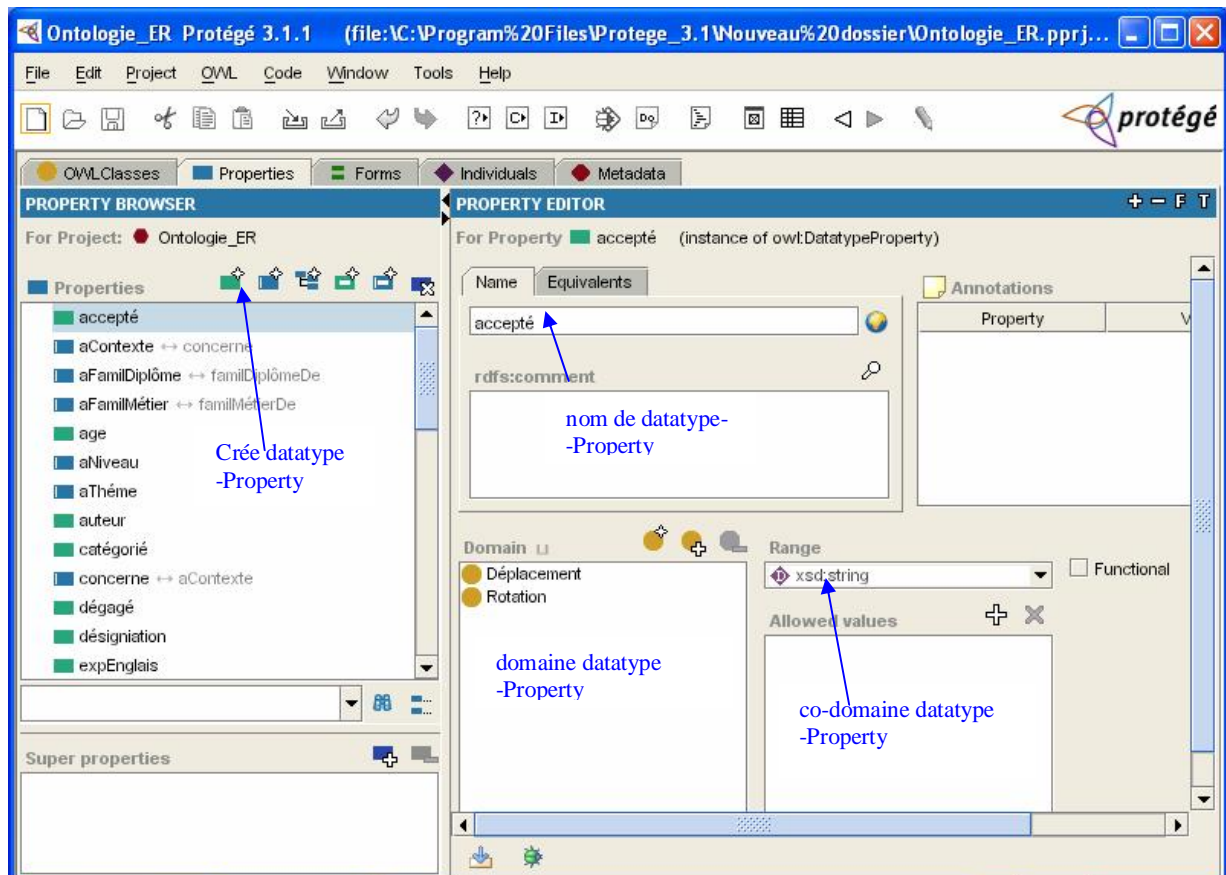 Ontologie_ER Protégé 3.1.1 (file:\C:\Program%20Files\Protege_3.1\Nouveau%20dossier\Ontologie_ER.pprj...
File Edit Project OWL Code Window Tools Help
protégé
OWLClasses Properties Forms Individuals Metadata
PROPERTY BROWSER
For Project: Ontologie_ER
Properties
accepté
aContexte ↔ concerne
aFamilDiplôme ↔ familDiplômeDe
aFamilMétier ↔ familMétierDe
age
aNiveau
aThéme
auteur
catégorié
concerne ↔ aContexte
dégagé
désigniation
expEnglais
Crée datatype
-Property
Super properties
PROPERTY EDITOR
+ − F T
For Property accepté (instance of owl:DatatypeProperty)
Name Equivalents
accepté
rdfs:comment
nom de datatype-
-Property
Annotations
Property V
Domain ⊔
Déplacement
Rotation
domaine datatype
-Property
Range
xsd:string
Functional
Allowed values
co-domaine datatype
-Property